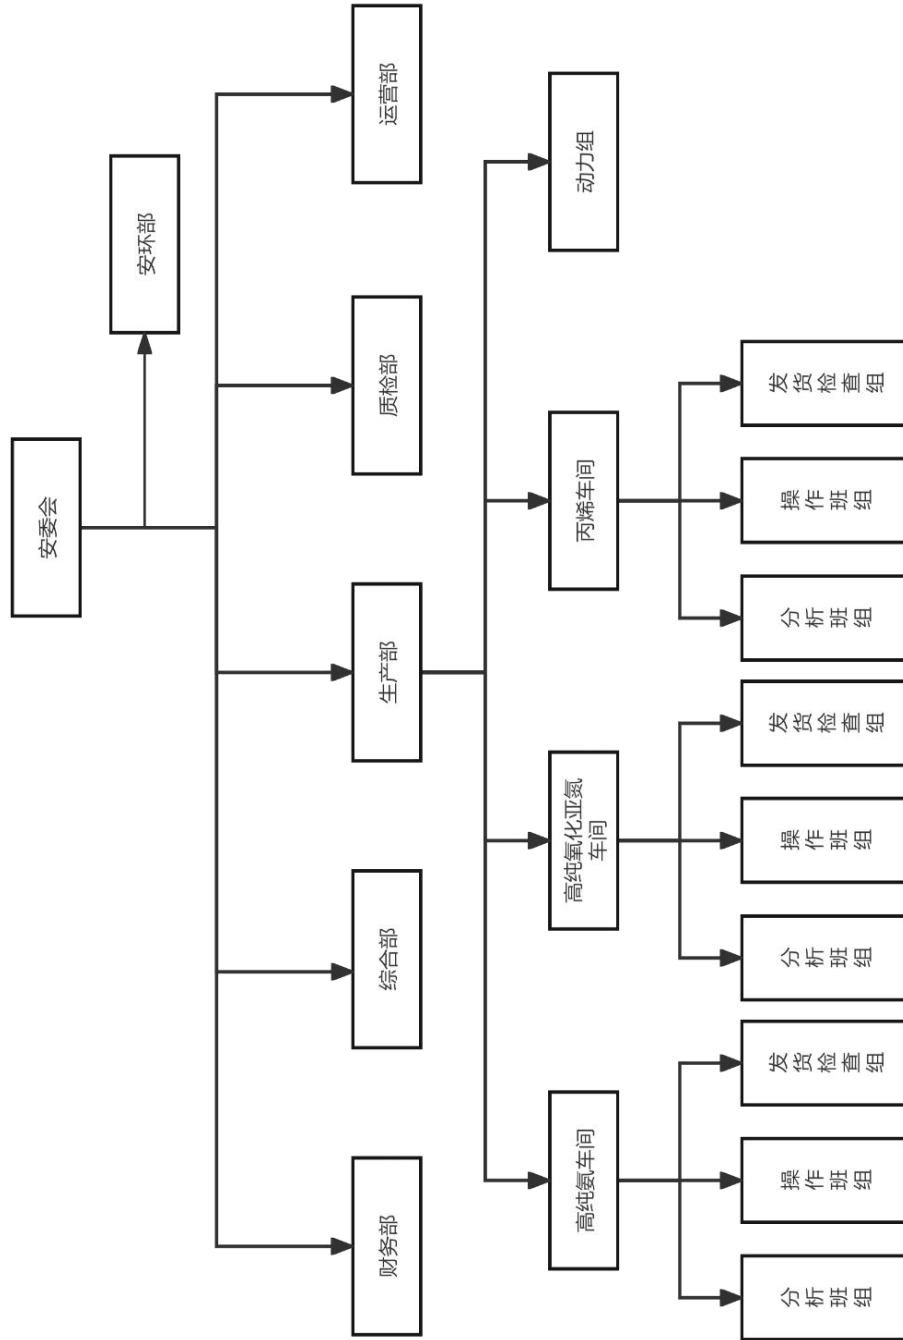 安委会
安环部
财务部
综合部
生产部
质检部
运营部
高纯氨车间
高纯氧化亚氮
车间
丙烯车间
动力组
分析班组
操作班组
发货检查组
分析班组
操作班组
发货检查组
分析班组
操作班组
发货检查组